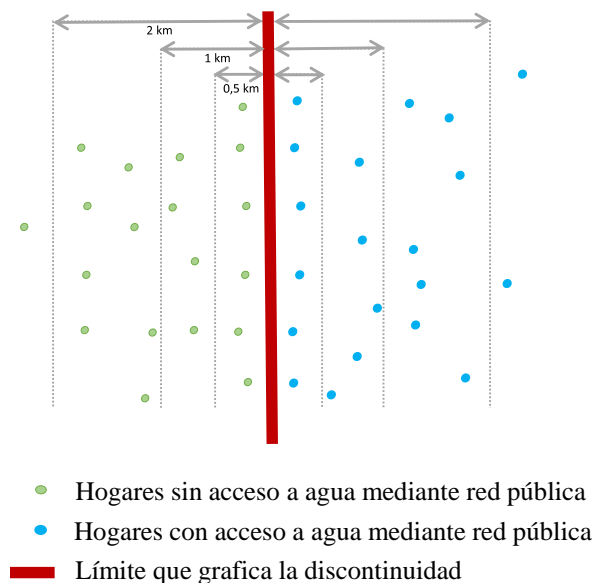 2 km
1 km
0,5 km
Hogares sin acceso a agua mediante red pública
Hogares con acceso a agua mediante red pública
Límite que grafica la discontinuidad